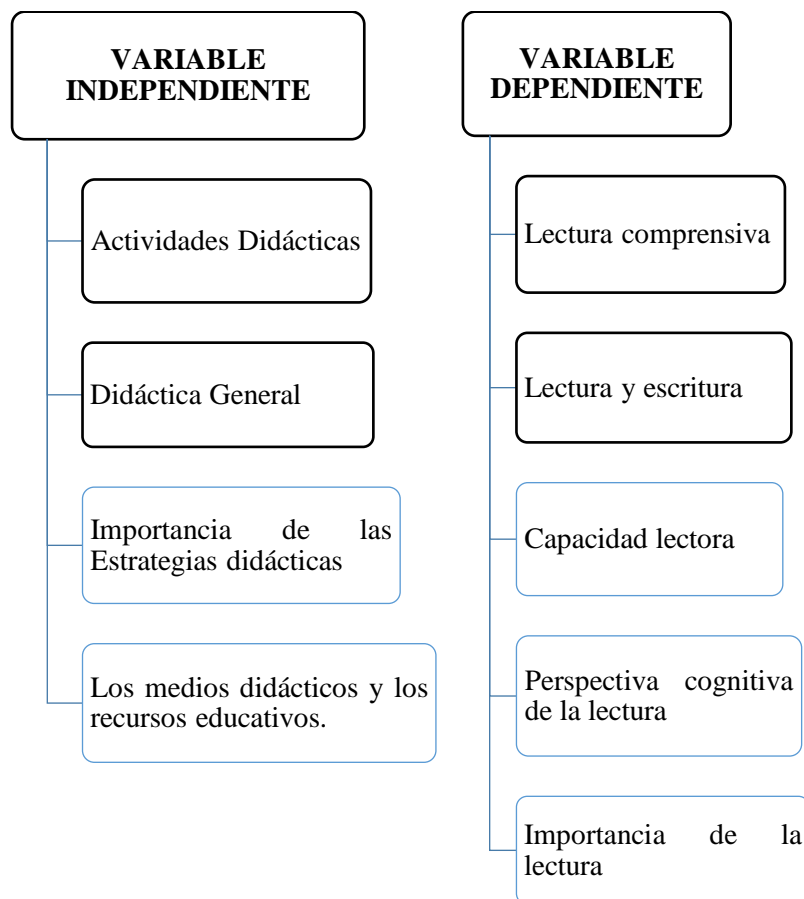 VARIABLE
INDEPENDIENTE
Actividades Didácticas
Didáctica General
Importancia de las
Estrategias didácticas
Los medios didácticos y los
recursos educativos.
VARIABLE
DEPENDIENTE
Lectura comprensiva
Lectura y escritura
Capacidad lectora
Perspectiva cognitiva
de la lectura
Importancia de la
lectura